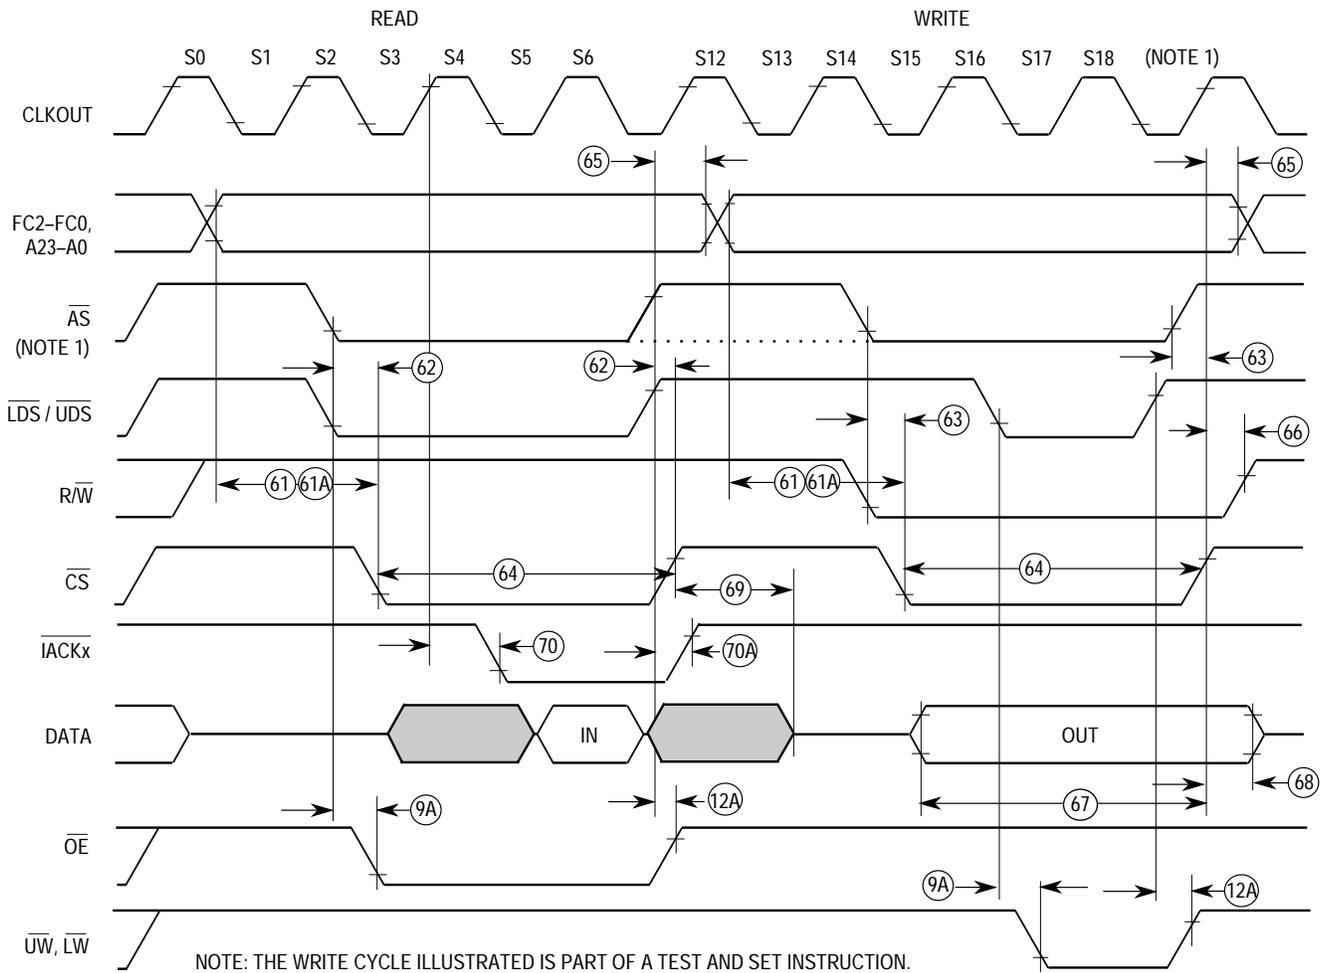 READ WRITE
S0 S1 S2 S3 S4 S5 S6 S12 S13 S14 S15 S16 S17 S18 (NOTE 1)
CLKOUT
65 65
FC2–FC0,
A23–A0
AS
(NOTE 1)
62 62 63
LDS / UDS
63 66
R/W
61 61A 61 61A
CS
64 64
69
IACKx
70 70A
DATA
IN OUT
68
67
9A 12A
OE
9A 12A
UW, LW
NOTE: THE WRITE CYCLE ILLUSTRATED IS PART OF A TEST AND SET INSTRUCTION.